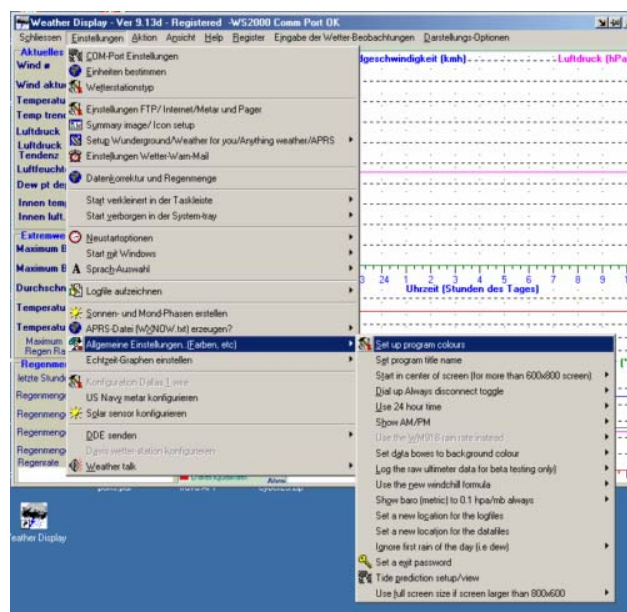 Weather Display - Ver 9.13d - Registered -WS2000 Comm Port OK
Schliessen Einstellungen Aktion Ansicht Help Register Eingabe der Wetter-Beobachtungen Darstellungs-Optionen
Aktuelles
Wind ø
Wind aktu
Temperatu
Temp tren
Luftdruck
Luftdruck
Tendenz
Luftfeucht
Dew pt de
Innen tem
Innen luft.
Extremwe
Maximum B
Maximum B
Durchschn
Temperatu
Temperatu
Maximum
Regen Ra
Regenme
letzte Stund
Regenmeng
Regenmeng
Regenmeng
Regenmeng
Regenrate
COM-Port Einstellungen
Einheiten bestimmen
Wetterstationstyp
Einstellungen FTP/ Internet/Metar und Pager
Summary image/ Icon setup
Setup Wunderground/Weather for you/Anything weather/APRS
Einstellungen Wetter-Warn-Mail
Datenkorrektur und Regenmenge
Start verkleinert in der Taskleiste
Start verborgen in der System-tray
Neustartoptionen
Start mit Windows
Sprach-Auswahl
Logfile aufzeichnen
Sonnen- und Mond-Phasen erstellen
APRS-Datei (WXNOW.txt) erzeugen?
Allgemeine Einstellungen. (Farben, etc)
Echtzeit-Graphen einstellen
Konfiguration Dallas 1 wire
US Navy metar konfigurieren
Solar sensor konfigurieren
DDE senden
Davis wetter-station konfigurieren
Weather talk
dgeschwindigkeit (kmh)
Luftdruck (hPa
3 24 1 2 3 4 5 6 7 8 9
Uhrzeit (Stunden des Tages)
Set up program colours
Set program title name
Start in center of screen (for more than 600x800 screen)
Dial up Always disconnect toggle
Use 24 hour time
Show AM/PM
Use the WM918 rain rate instead
Set data boxes to background colour
Log the raw ultimeter data for beta testing only)
Use the new windchill formula
Show baro (metric) to 0.1 hpa/mb always
Set a new location for the logfiles
Set a new location for the datafiles
Ignore first rain of the day (i.e dew)
Set a exit password
Tide prediction setup/view
Use full screen size if screen larger than 800x600
eather Display